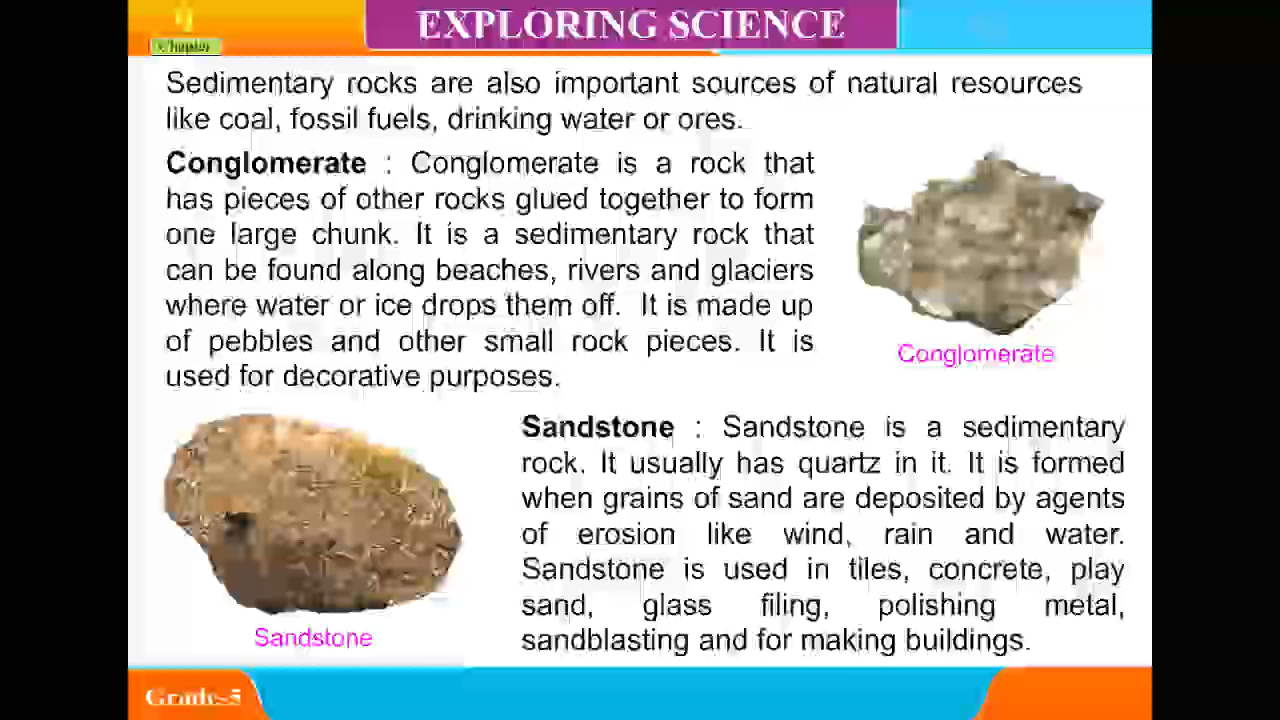 Chapter
EXPLORING SCIENCE
Sedimentary rocks are also important sources of natural resources
like coal, fossil fuels, drinking water or ores.
Conglomerate : Conglomerate is a rock that
has pieces of other rocks glued together to form
one large chunk. It is a sedimentary rock that
can be found along beaches, rivers and glaciers
where water or ice drops them off. It is made up
of pebbles and other small rock pieces. It is
used for decorative purposes.
Conglomerate
Sandstone : Sandstone is a sedimentary
rock. It usually has quartz in it. It is formed
when grains of sand are deposited by agents
of erosion like wind, rain and water.
Sandstone is used in tiles, concrete, play
sand, glass filing, polishing metal,
sandblasting and for making buildings.
Sandstone
Grade-5